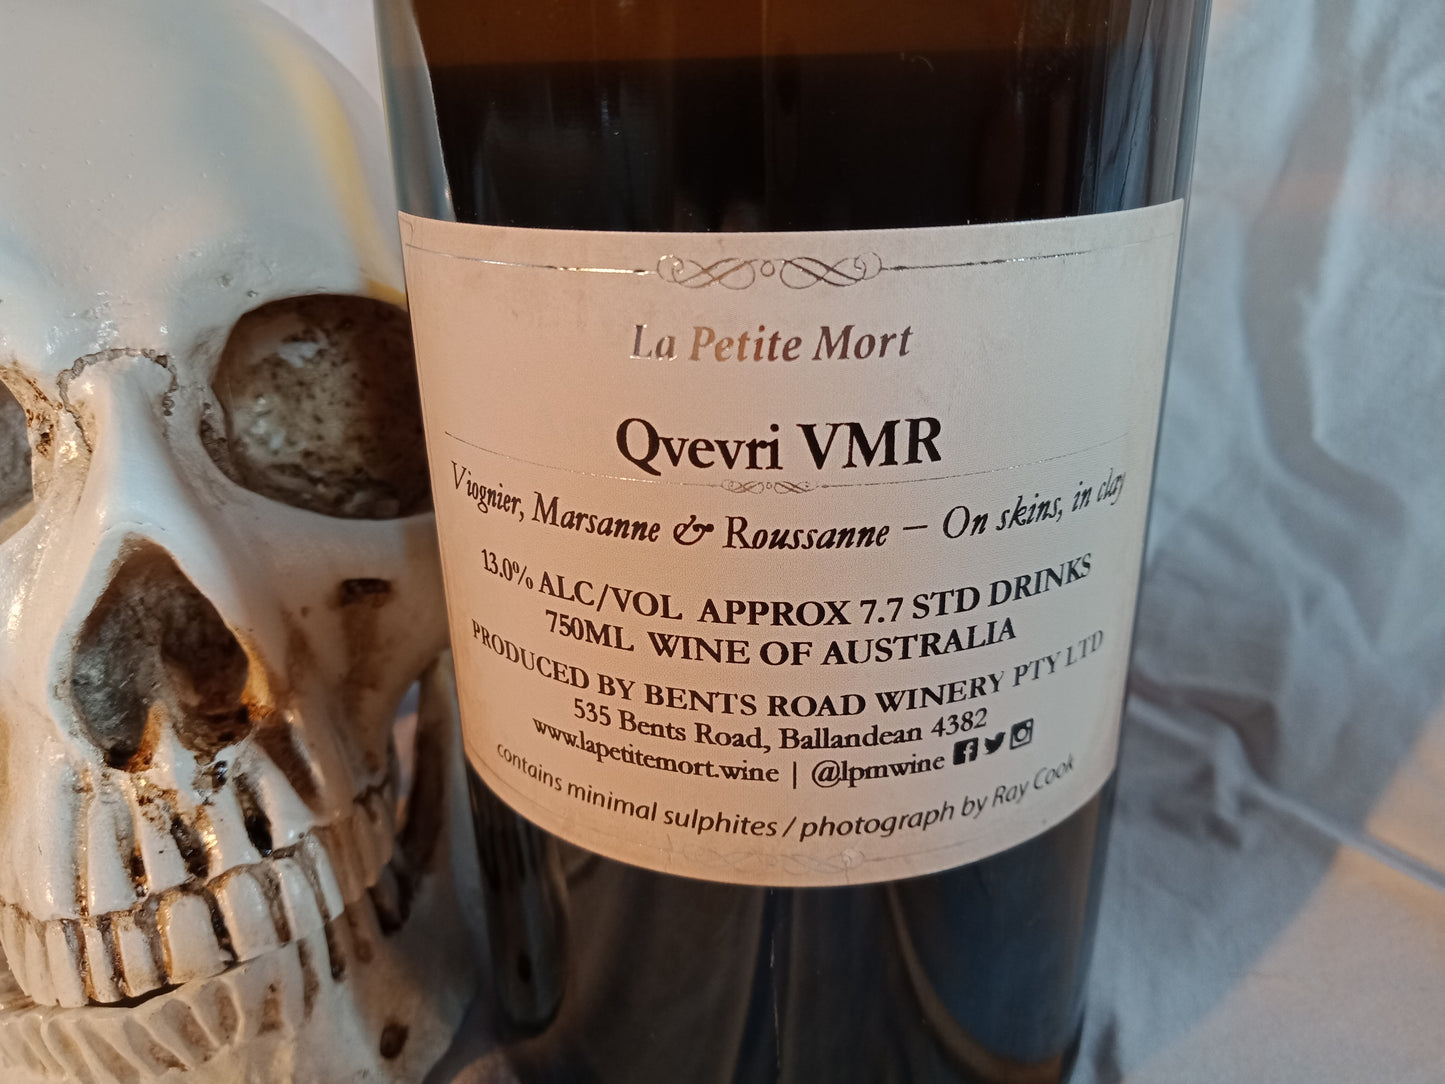 La Petite Mort
Qvevri VMR
Viognier, Marsanne & Roussanne – On skins, in clay
13.0% ALC/VOL APPROX 7.7 STD DRINKS
750ML WINE OF AUSTRALIA
PRODUCED BY BENTS ROAD WINERY PTY LTD
535 Bents Road, Ballandean 4382
www.lapetitemort.wine | @lpmwine
contains minimal sulphites / photograph by Ray Cook